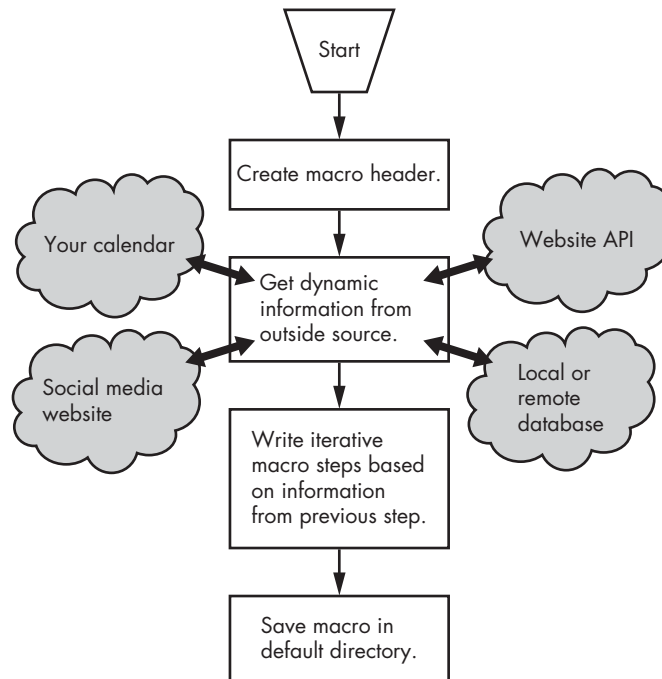 Start
Create macro header.
Your calendar
Website API
Get dynamic
information from
outside source.
Social media
website
Local or
remote
database
Write iterative
macro steps based
on information
from previous step.
Save macro in
default directory.